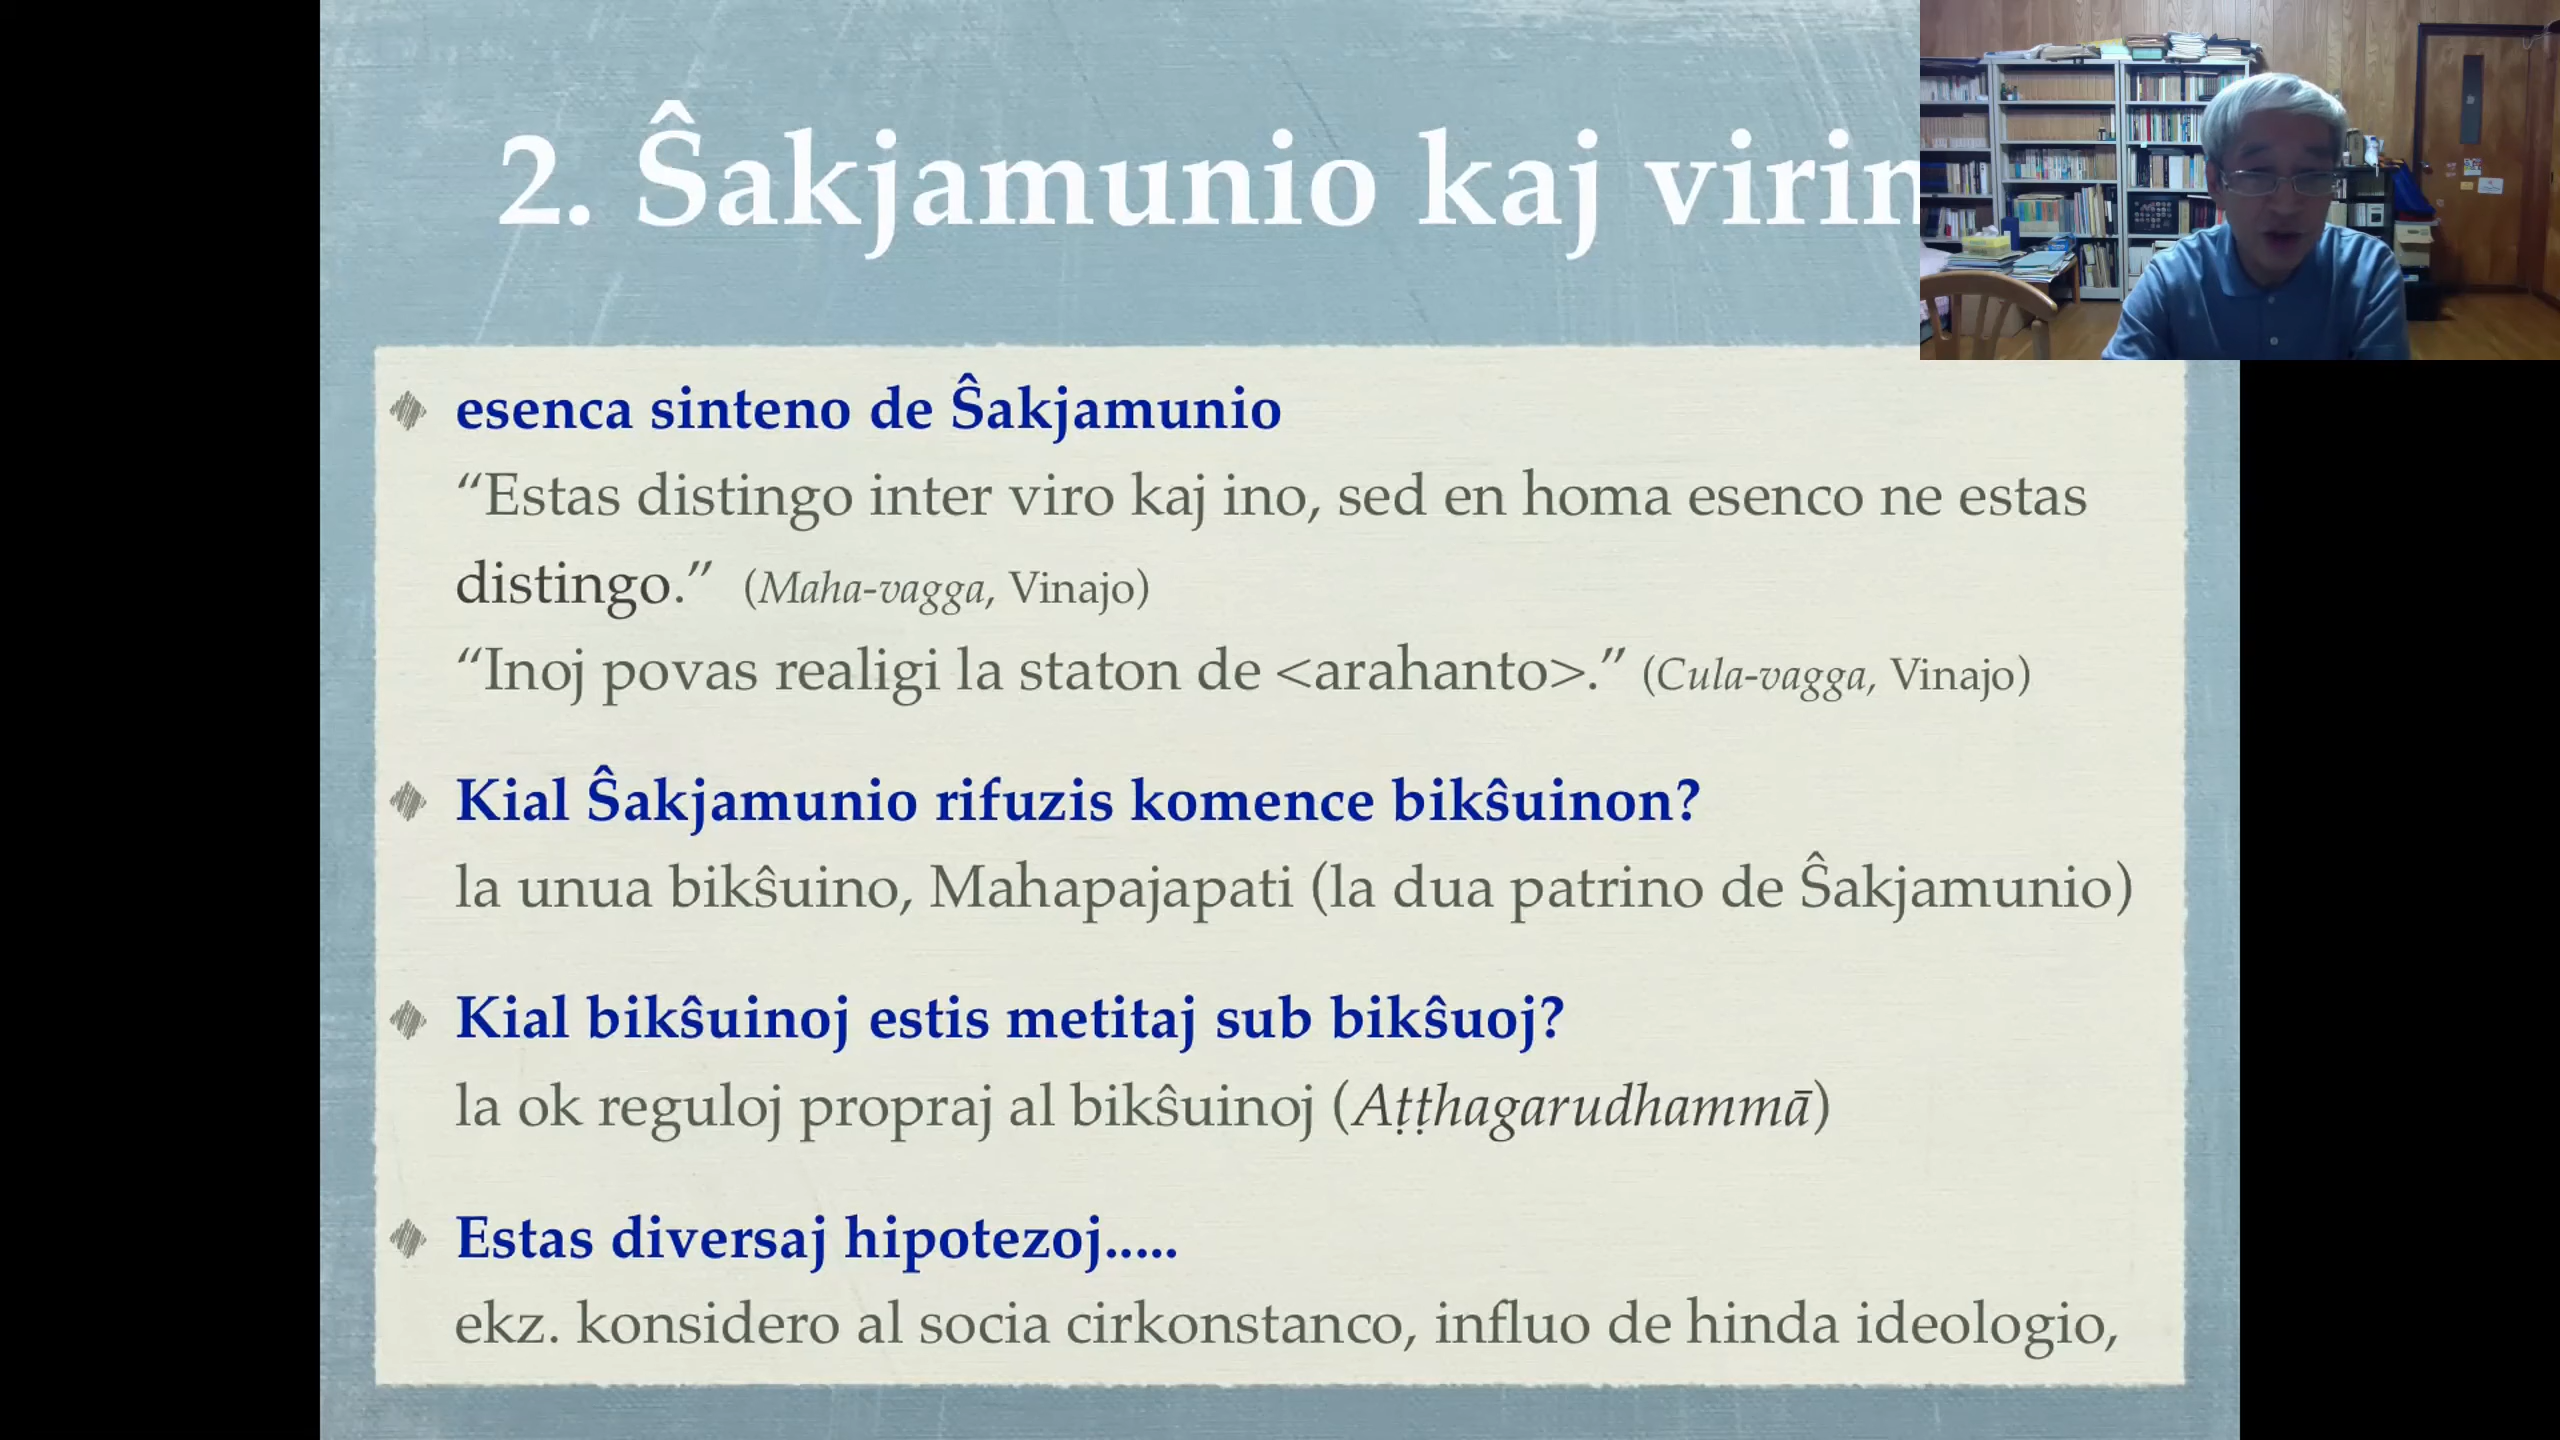 2. Ŝakjamunio kaj
esenca sinteno de Ŝakjamunio
“Estas distingo inter viro kaj ino, sed en homa esenco ne estas
distingo.” (Maha-vagga, Vinajo)
“Inoj povas realigi la staton de <arahanto>.” (Cula-vagga, Vinajo)
Kial Ŝakjamunio rifuzis komence bikŝuinon?
la unua bikŝuino, Mahapajapati (la dua patrino de Ŝakjamunio)
Kial bikŝuinoj estis metitaj sub bikŝuoj?
la ok reguloj propraj al bikŝuinoj (Aṭṭhagarudhammā)
Estas diversaj hipotezoj.....
ekz. konsidero al socia cirkonstanco, influo de hinda ideologio,